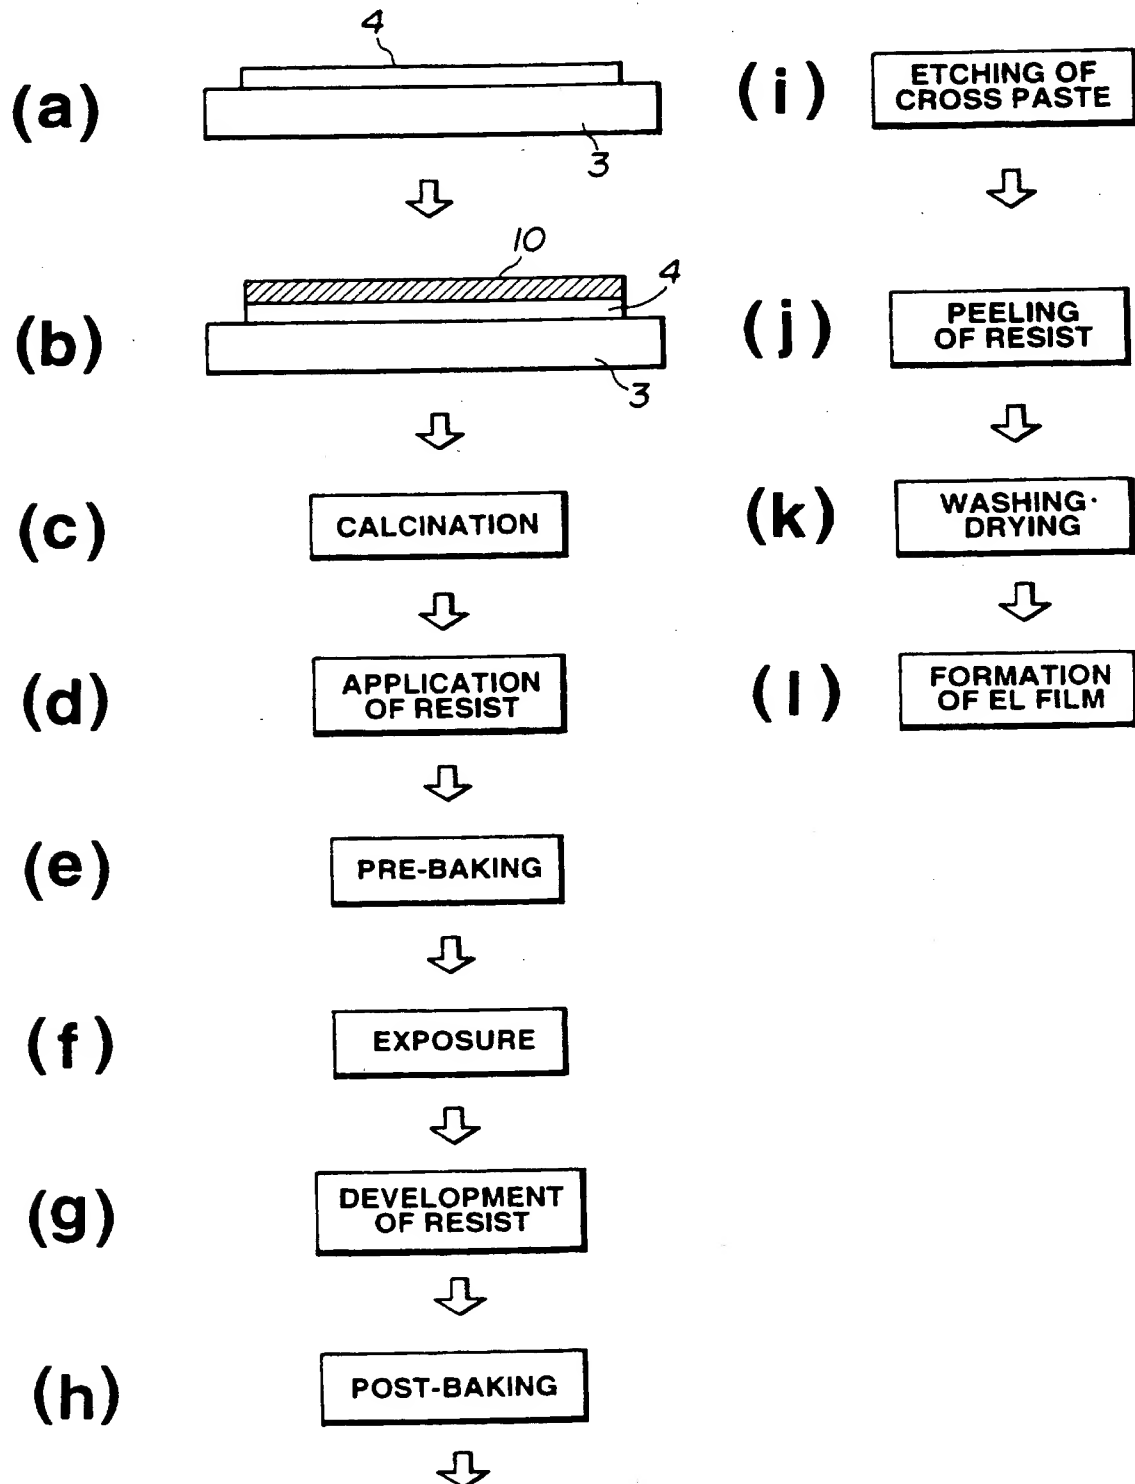 (a)
4
3
(b)
10
4
3
(c)
CALCINATION
(d)
APPLICATION
OF RESIST
(e)
PRE-BAKING
(f)
EXPOSURE
(g)
DEVELOPMENT
OF RESIST
(h)
POST-BAKING
(i)
ETCHING OF
CROSS PASTE
(j)
PEELING
OF RESIST
(k)
WASHING·
DRYING
(l)
FORMATION
OF EL FILM